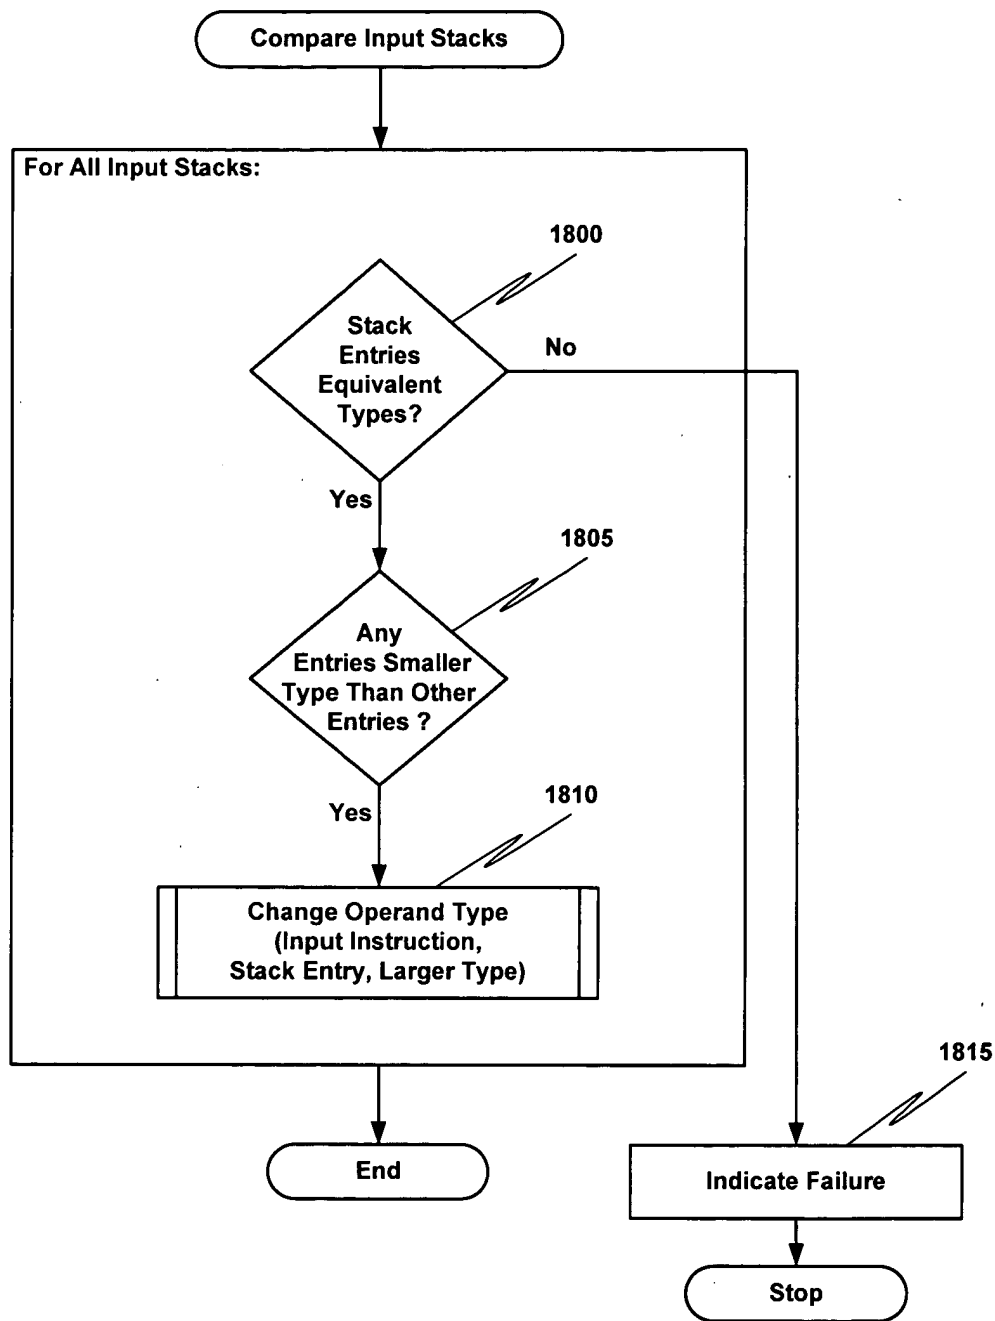 Compare Input Stacks
For All Input Stacks:
1800
Stack
Entries
Equivalent
Types?
No
Yes
1805
Any
Entries Smaller
Type Than Other
Entries ?
Yes
1810
Change Operand Type
(Input Instruction,
Stack Entry, Larger Type)
1815
End
Indicate Failure
Stop